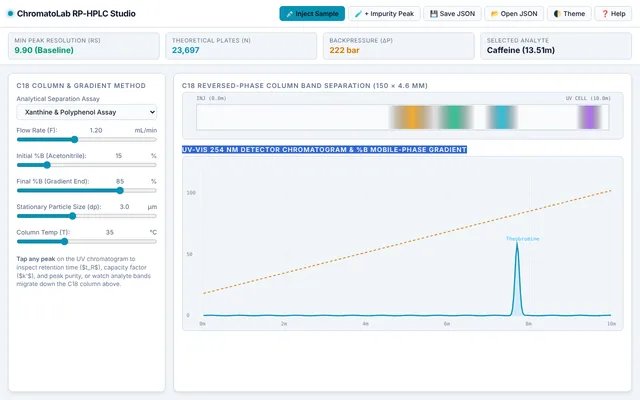 ChromatoLab RP-HPLC Studio
💉 Inject Sample
🧪 + Impurity Peak
💾 Save JSON
📂 Open JSON
🌓 Theme
❓ Help
MIN PEAK RESOLUTION (RS)
9.90 (Baseline)
THEORETICAL PLATES (N)
23,697
BACKPRESSURE (ΔP)
222 bar
SELECTED ANALYTE
Caffeine (13.51m)
C18 COLUMN & GRADIENT METHOD
Analytical Separation Assay
Xanthine & Polyphenol Assay
Flow Rate (F): 1.20 mL/min
Initial %B (Acetonitrile): 15 %
Final %B (Gradient End): 85 %
Stationary Particle Size (dp): 3.0 μm
Column Temp (T): 35 °C
Tap any peak on the UV chromatogram to
inspect retention time ($t_R$), capacity factor
($k'$), and peak purity, or watch analyte bands
migrate down the C18 column above.
C18 REVERSED-PHASE COLUMN BAND SEPARATION (150 × 4.6 MM)
INJ (0.0m)
UV CELL (10.0m)
UV-VIS 254 NM DETECTOR CHROMATOGRAM & %B MOBILE-PHASE GRADIENT
100
50
0
Theobromine
0m 2m 4m 6m 8m 10m